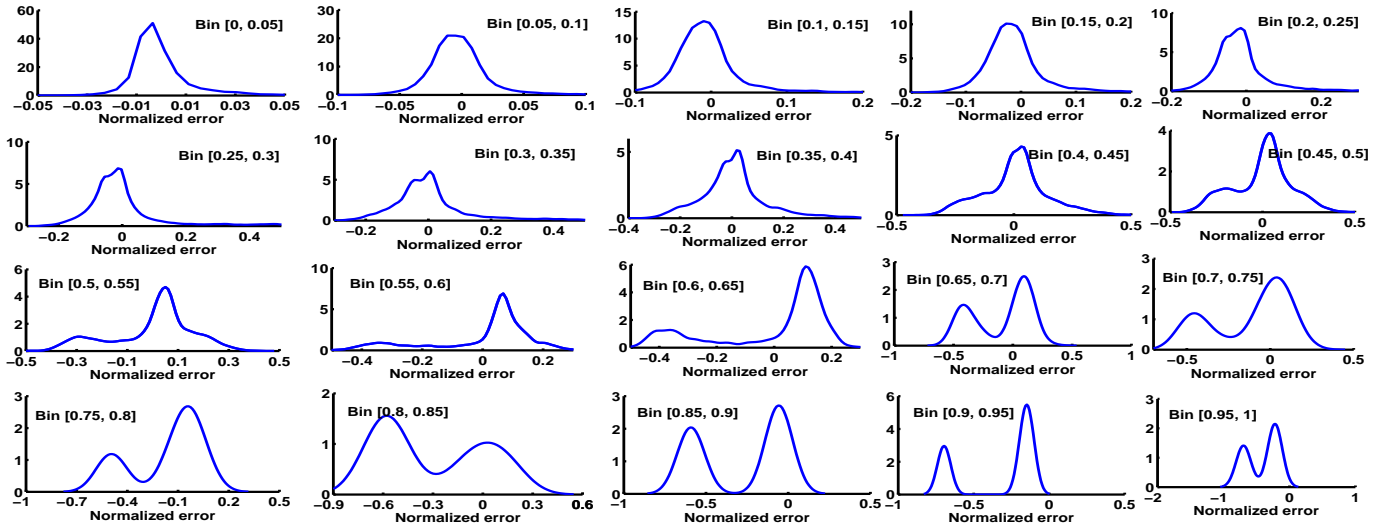 60
40
20
0
Bin [0, 0.05]
−0.05 −0.03 −0.01 0.01 0.03 0.05
Normalized error
30
20
10
0
Bin [0.05, 0.1]
−0.1 −0.05 0 0.05 0.1
Normalized error
15
10
5
0
Bin [0.1, 0.15]
−0.1 0 0.1 0.2
Normalized error
10
5
0
Bin [0.15, 0.2]
−0.2 −0.1 0 0.1 0.2
Normalized error
10
5
0
Bin [0.2, 0.25]
−0.2 0 0.2
Normalized error
10
5
0
Bin [0.25, 0.3]
−0.2 0 0.2 0.4
Normalized error
10
5
0
Bin [0.3, 0.35]
−0.2 0 0.2 0.4
Normalized error
5
0
Bin [0.35, 0.4]
−0.4 −0.2 0 0.2 0.4
Normalized error
5
0
Bin [0.4, 0.45]
−0.5 0 0.5
Normalized error
4
2
0
Bin [0.45, 0.5]
−0.5 0 0.5
Normalized error
6
4
2
0
Bin [0.5, 0.55]
−0.5 −0.3 −0.1 0.1 0.3 0.5
Normalized error
10
5
0
Bin [0.55, 0.6]
−0.4 −0.2 0 0.2
Normalized error
6
4
2
0
Bin [0.6, 0.65]
−0.4 −0.2 0 0.2
Normalized error
3
2
1
0
Bin [0.65, 0.7]
−1 −0.5 0 0.5 1
Normalized error
3
2
1
0
Bin [0.7, 0.75]
−0.5 0 0.5
Normalized error
3
2
1
0
Bin [0.75, 0.8]
−1 −0.7 −0.4 −0.1 0.2 0.5
Normalized error
2
1
0
Bin [0.8, 0.85]
−0.9 −0.6 −0.3 0 0.3 0.6
Normalized error
3
2
1
0
Bin [0.85, 0.9]
−1 −0.5 0 0.5
Normalized error
6
4
2
0
Bin [0.9, 0.95]
−1 −0.5 0 0.5
Normalized error
3
2
1
0
Bin [0.95, 1]
−2 −1 0 1
Normalized error